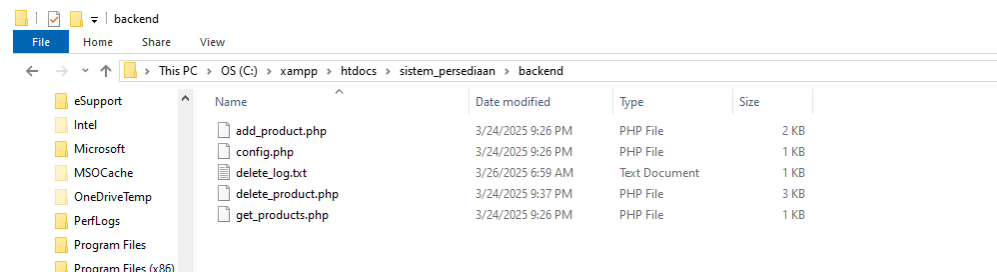 backend
File Home Share View
This PC OS (C:) xampp htdocs sistem_persediaan backend
eSupport
Intel
Microsoft
MSOCache
OneDriveTemp
PerfLogs
Program Files
Program Files (x86)
Name Date modified Type Size
add_product.php 3/24/2025 9:26 PM PHP File 2 KB
config.php 3/24/2025 9:26 PM PHP File 1 KB
delete_log.txt 3/26/2025 6:59 AM Text Document 1 KB
delete_product.php 3/24/2025 9:37 PM PHP File 3 KB
get_products.php 3/24/2025 9:26 PM PHP File 1 KB